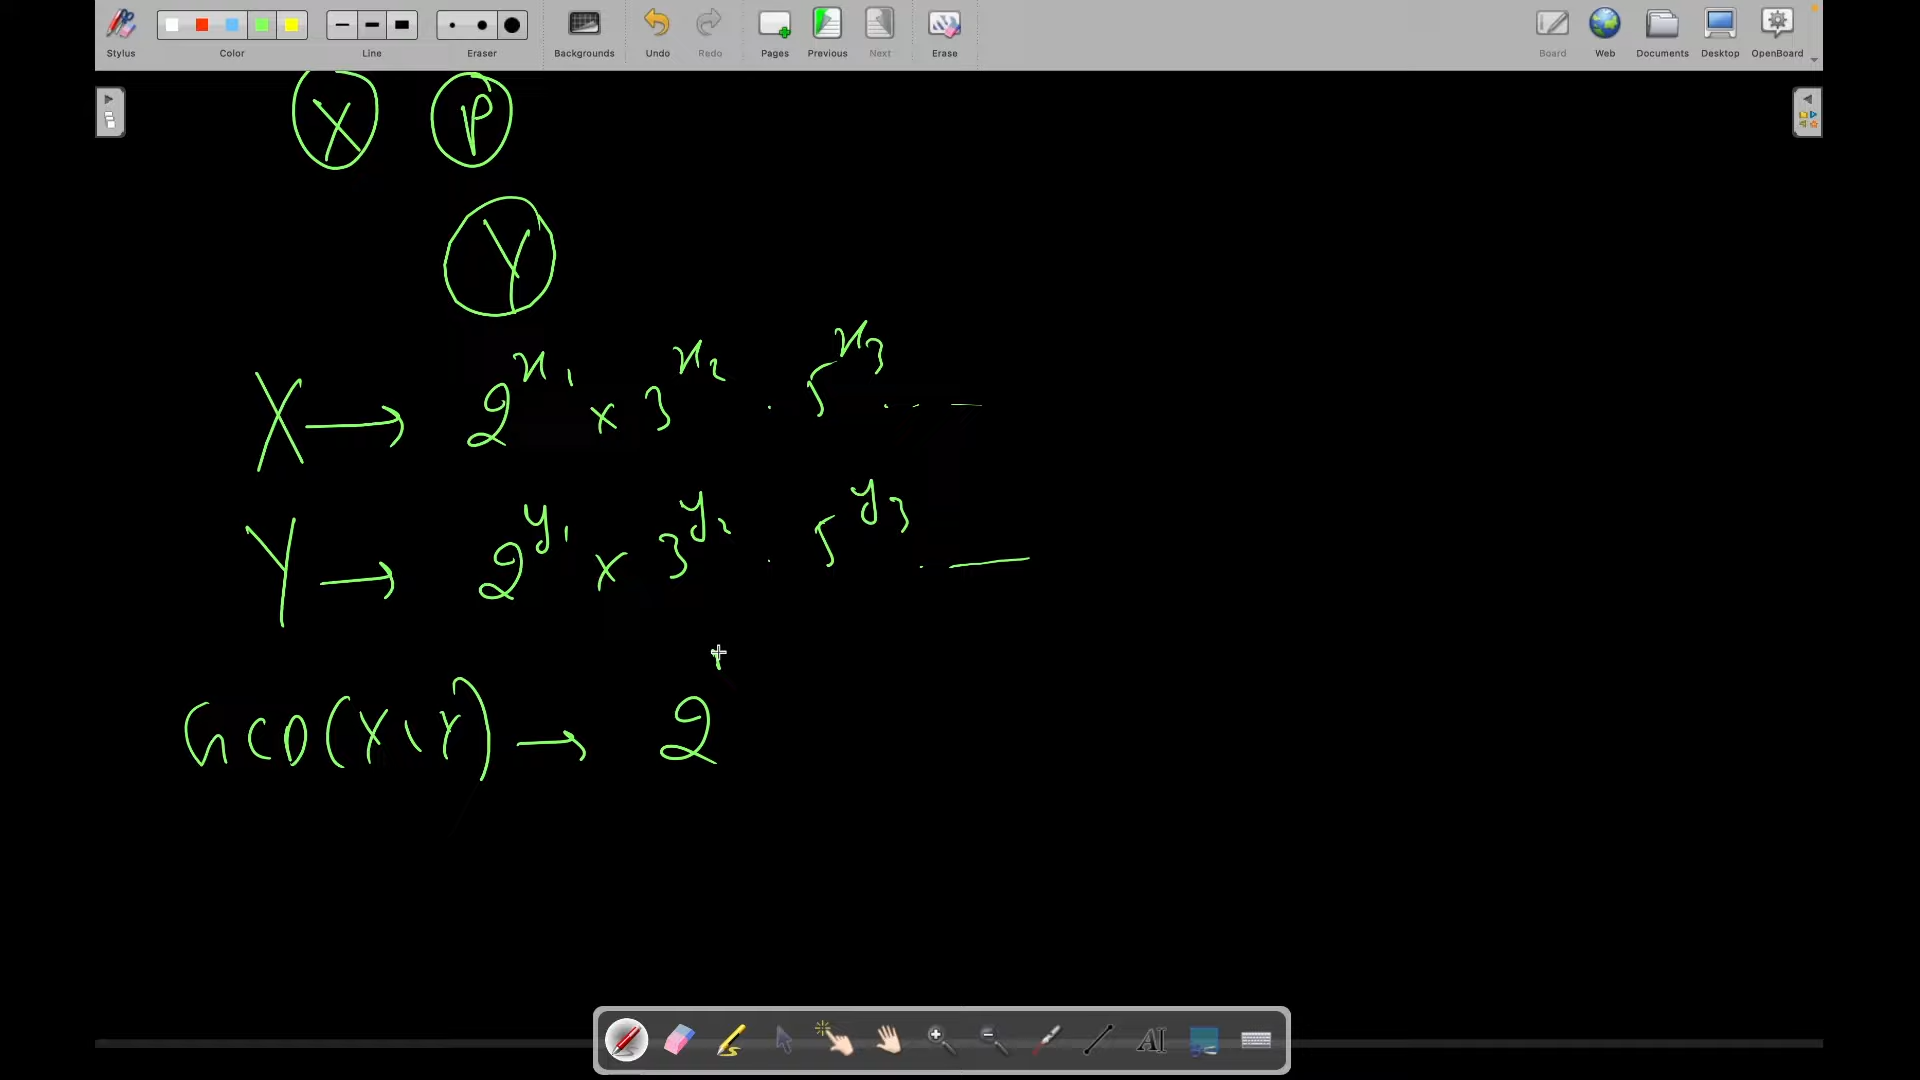 Stylus Color Line Eraser Backgrounds Undo Redo Pages Previous Next Erase Board Web Documents Desktop OpenBoard
X P
Y
X → 2^x₁ × 3^x₂ . 5^x₃ . . . —
Y → 2^y₁ × 3^y₂ . 5^y₃ . —
GCD(X, Y) → 2
AI